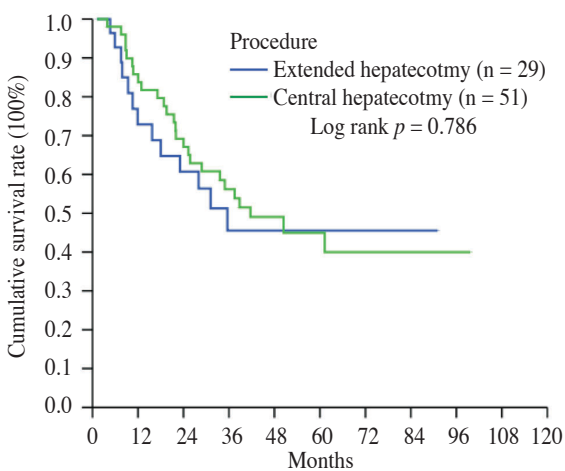 Procedure
Extended hepatecotmy (n = 29)
Central hepatecotmy (n = 51)
Log rank p = 0.786
Cumulative survival rate (100%)
1.0
0.9
0.8
0.7
0.6
0.5
0.4
0.3
0.2
0.1
0.0
0 12 24 36 48 60 72 84 96 108 120
Months